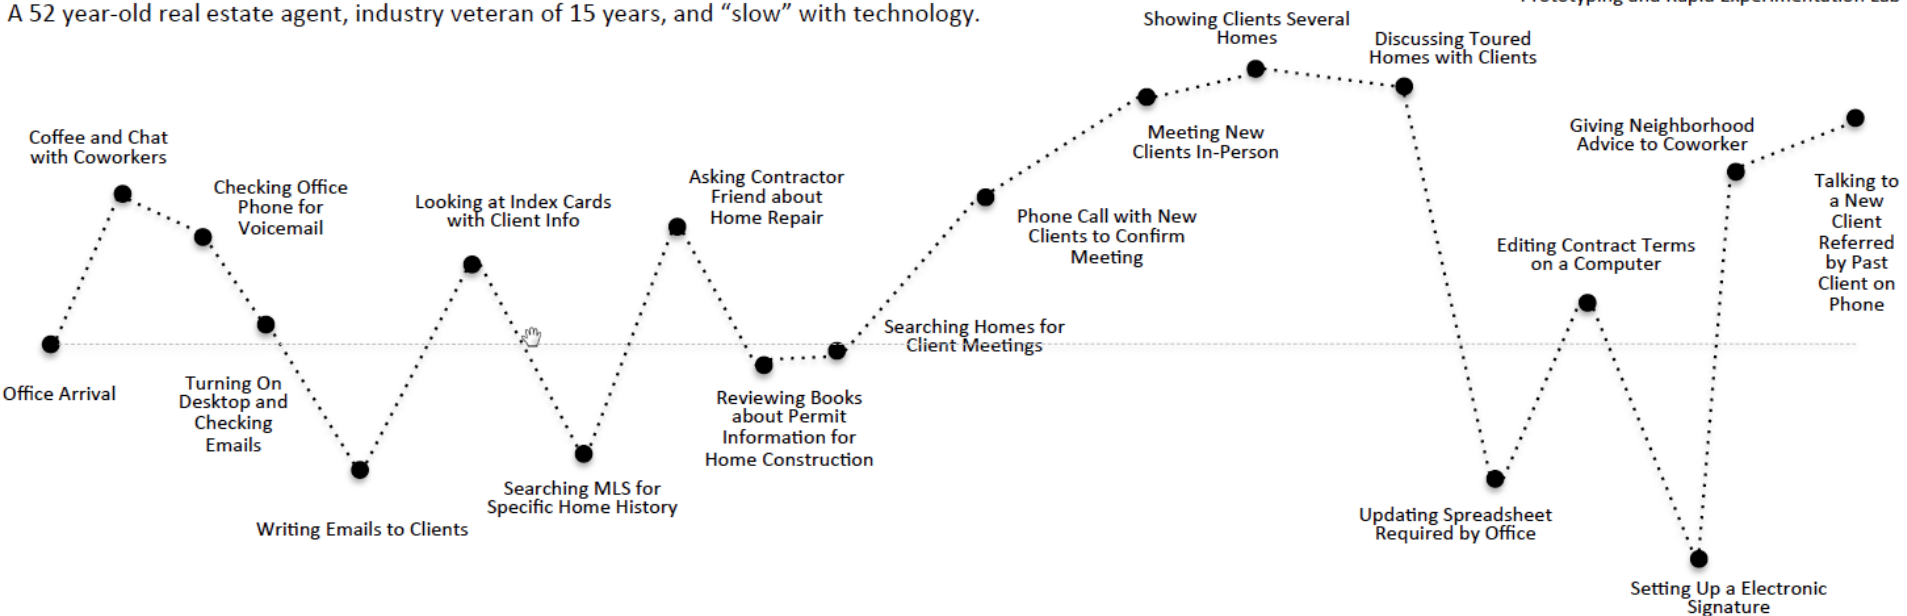 A 52 year-old real estate agent, industry veteran of 15 years, and “slow” with technology.
Prototyping and Rapid Experimentation Lab
Office Arrival
Coffee and Chat
with Coworkers
Checking Office
Phone for
Voicemail
Turning On
Desktop and
Checking
Emails
Writing Emails to Clients
Looking at Index Cards
with Client Info
Searching MLS for
Specific Home History
Asking Contractor
Friend about
Home Repair
Reviewing Books
about Permit
Information for
Home Construction
Searching Homes for
Client Meetings
Phone Call with New
Clients to Confirm
Meeting
Meeting New
Clients In-Person
Showing Clients Several
Homes
Discussing Toured
Homes with Clients
Updating Spreadsheet
Required by Office
Editing Contract Terms
on a Computer
Setting Up a Electronic
Signature
Giving Neighborhood
Advice to Coworker
Talking to
a New
Client
Referred
by Past
Client on
Phone